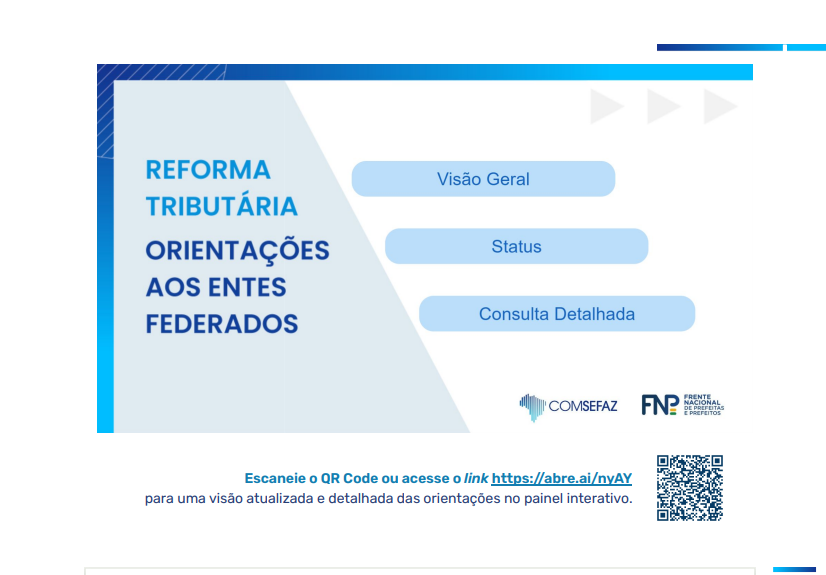 REFORMA
TRIBUTÁRIA
ORIENTAÇÕES
AOS ENTES
FEDERADOS
Visão Geral
Status
Consulta Detalhada
COMSEFAZ
FNP FRENTE
NACIONAL
DE PREFEITAS
E PREFEITOS
Escaneie o QR Code ou acesse o link https://abre.ai/nvAY
para uma visão atualizada e detalhada das orientações no painel interativo.